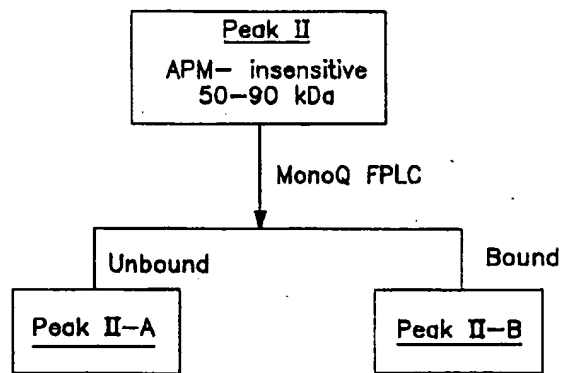 Peak II
APM- insensitive
50-90 kDa
MonoQ FPLC
Unbound
Bound
Peak II-A
Peak II-B